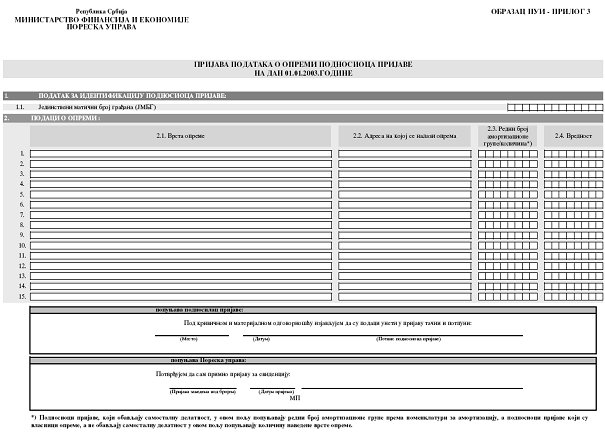 Република Србија
МИНИСТАРСТВО ФИНАНСИЈА И ЕКОНОМИЈЕ
ПОРЕСКА УПРАВА
ОБРАЗАЦ ПУИ - ПРИЛОГ 3
ПРИЈАВА ПОДАТАКА О ОПРЕМИ ПОДНОСИОЦА ПРИЈАВЕ
НА ДАН 01.01.2003.ГОДИНЕ
1. ПОДАТАК ЗА ИДЕНТИФИКАЦИЈУ ПОДНОСИОЦА ПРИЈАВЕ:
1.1. Јединствени матични број грађана (ЈМБГ)
2. ПОДАЦИ О ОПРЕМИ :
2.1. Врста опреме
2.2. Адреса на којој се налази опрема
2.3. Редни број
амортизационе
групе/количина*)
2.4. Вредност
1.
2.
3.
4.
5.
6.
7.
8.
9.
10.
11.
12.
13.
14.
15.
попуњава подносилац пријаве:
Под кривичном и материјалном одговорношћу изјављујем да су подаци унети у пријаву тачни и потпуни:
(Место) (Датум) (Потпис подносиоца пријаве)
попуњава Пореска управа:
Потврђујем да сам примио пријаву за евиденцију:
(Пријава заведена под бројем) (Датум пријема)
МП
*) Подносиоци пријаве, који обављају самосталну делатност, у овом пољу попуњавају редни број амортизационе групе према номенклатури за амортизацију, а подносиоци пријаве који су
власници опреме, а не обављају самосталну делатност у овом пољу попуњавају количину наведене врсте опреме.